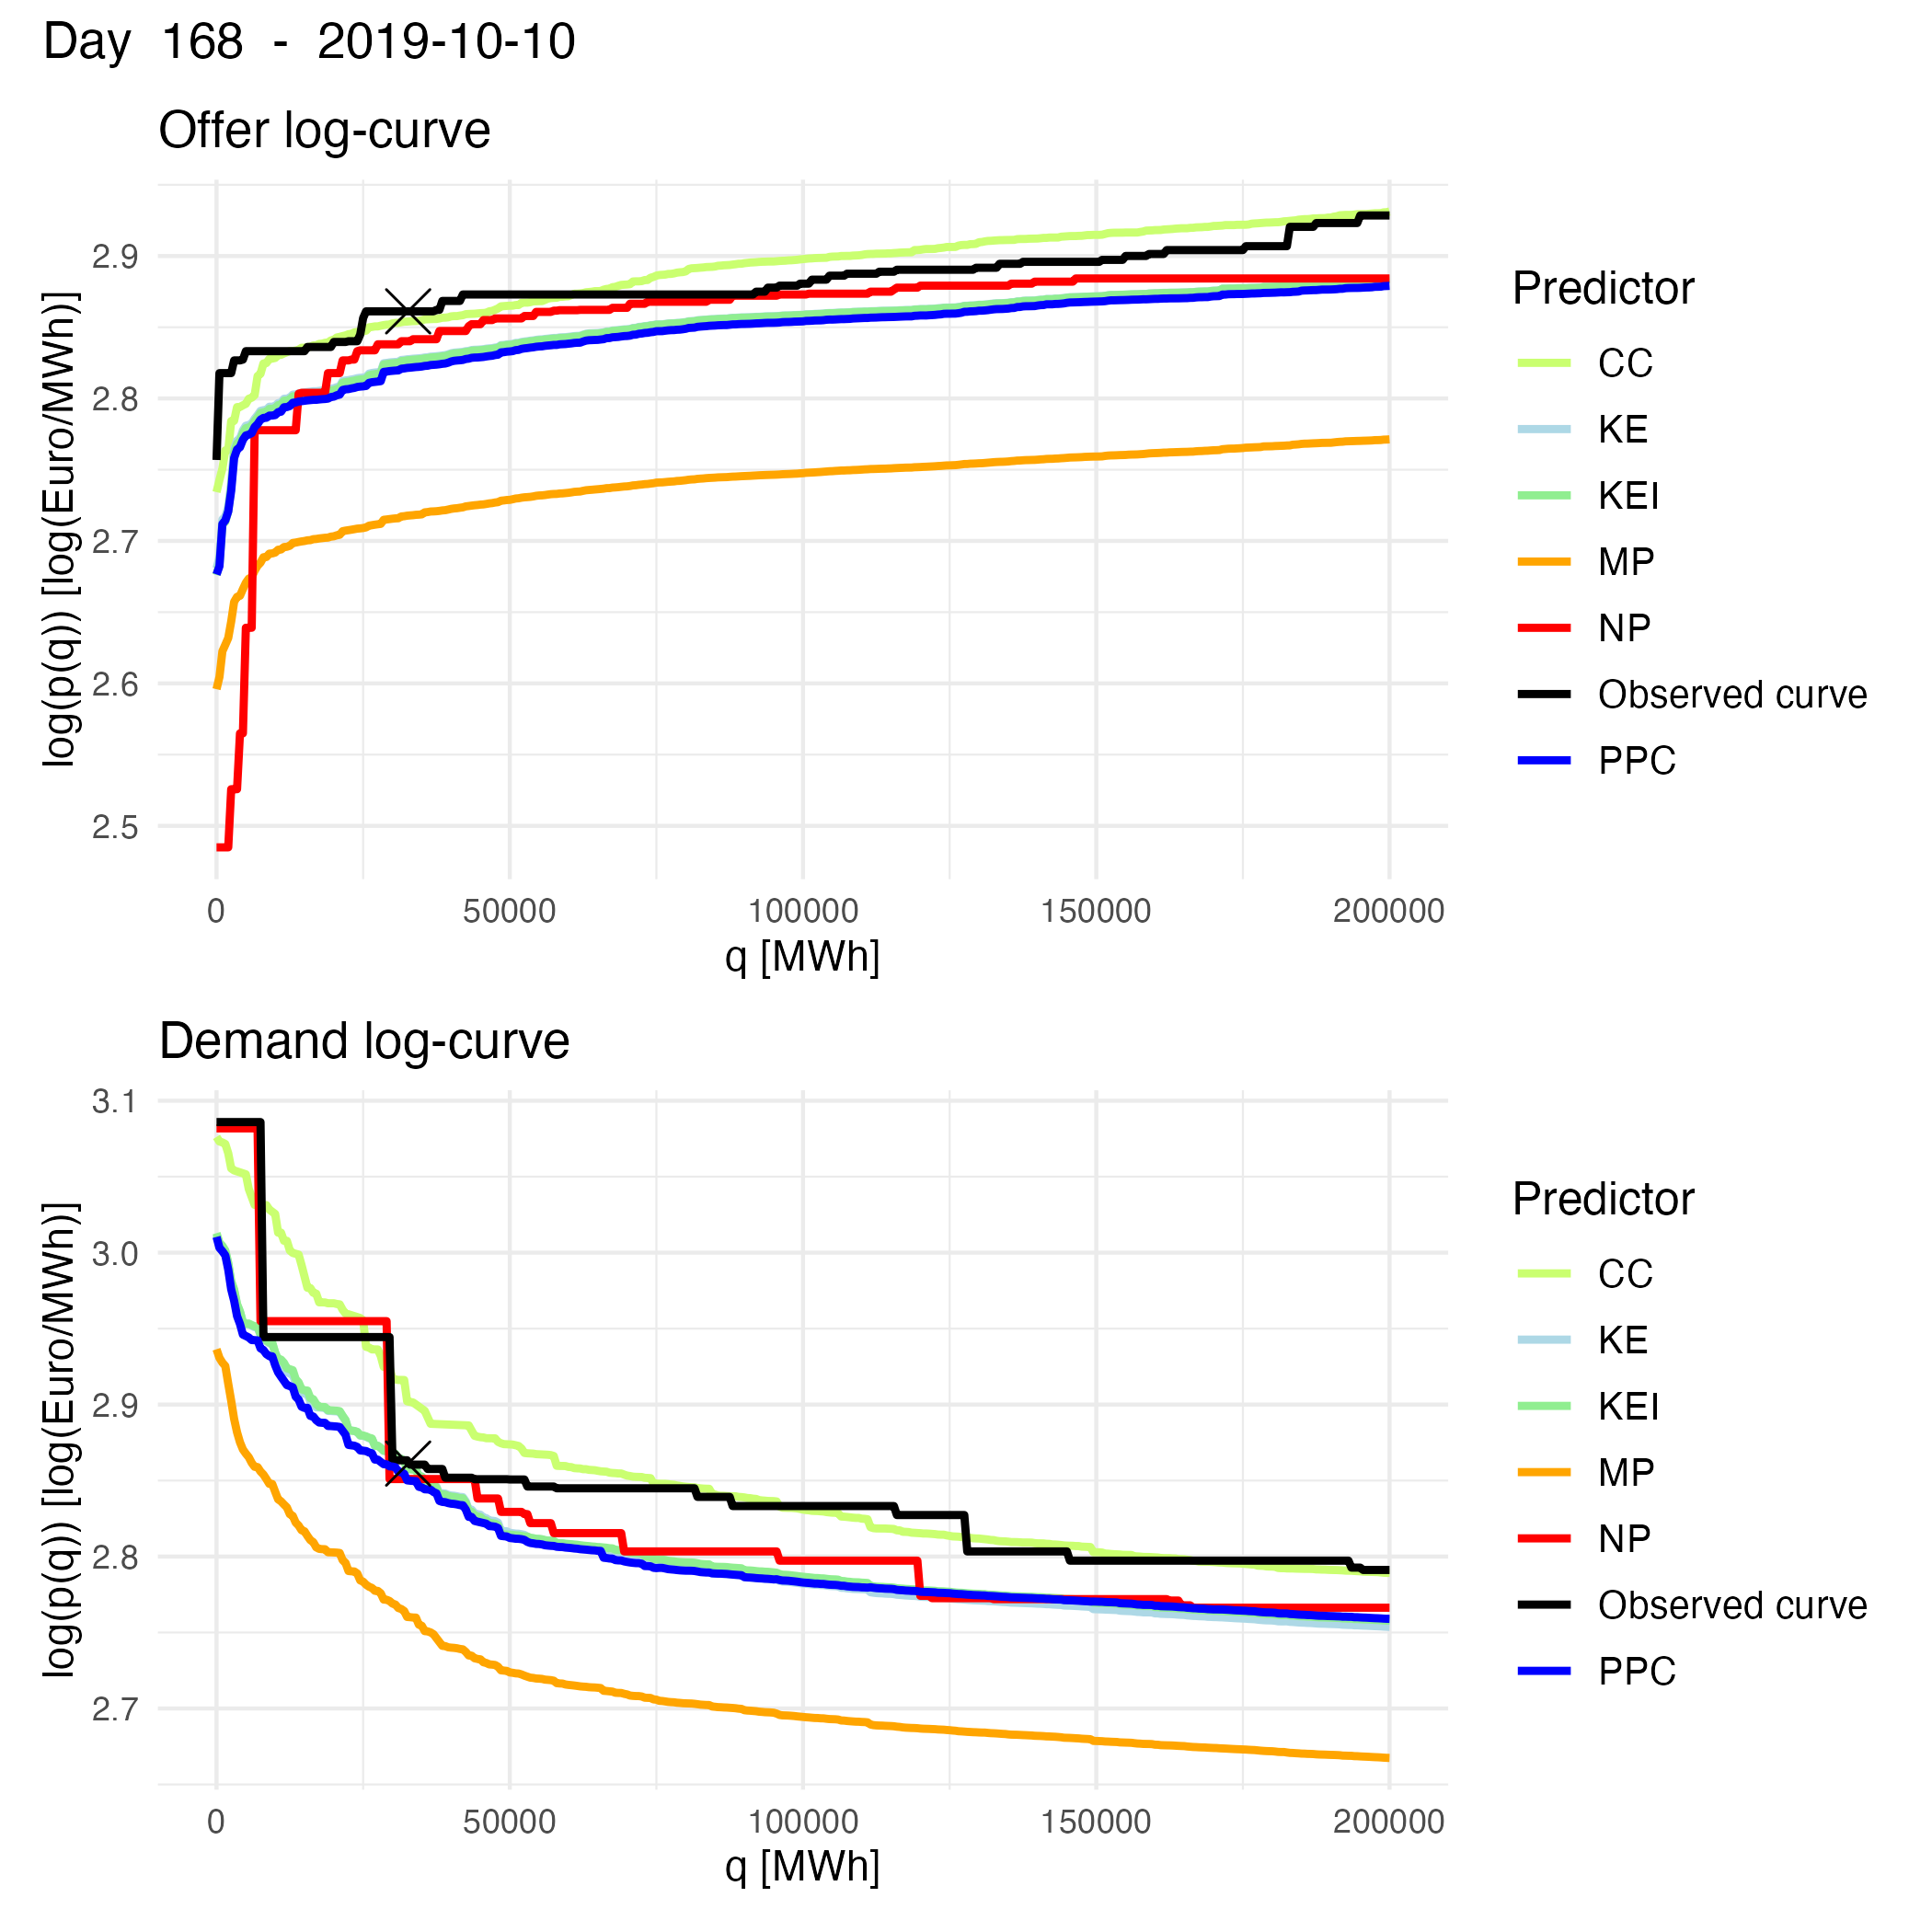 Day 168 - 2019-10-10
Offer log-curve
log(p(q)) [log(Euro/MWh)]
2.9
2.8
2.7
2.6
2.5
0 50000 100000 150000 200000
q [MWh]
Predictor
CC
KE
KEI
MP
NP
Observed curve
PPC
Demand log-curve
log(p(q)) [log(Euro/MWh)]
3.1
3.0
2.9
2.8
2.7
0 50000 100000 150000 200000
q [MWh]
Predictor
CC
KE
KEI
MP
NP
Observed curve
PPC